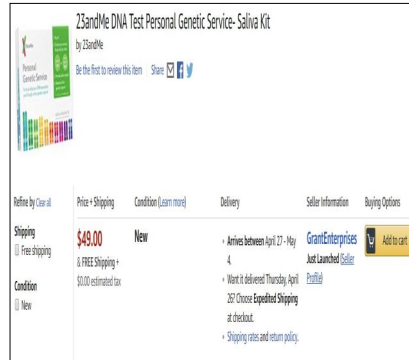 23andMe DNA Test Personal Genetic Service- Saliva Kit
by 23andMe
Be the first to review this item Share
Personal
Genetic Service
Refine by Clear all
Shipping
Free shipping
Condition
New
Price + Shipping
$49.00
& FREE Shipping +
$0.00 estimated tax
Condition (Learn more)
New
Delivery
Arrives between April 27 - May
4.
Want it delivered Thursday, April
26? Choose Expedited Shipping
at checkout.
Shipping rates and return policy.
Seller Information
GrantEnterprises
Just Launched (Seller
Profile)
Buying Options
Add to cart